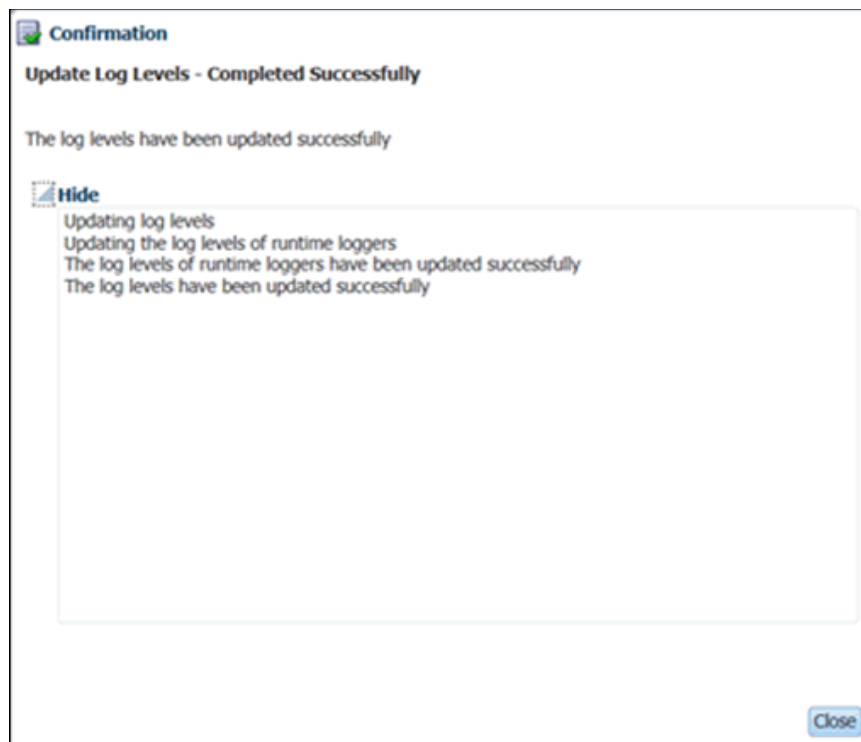 Confirmation
Update Log Levels - Completed Successfully
The log levels have been updated successfully
Hide
Updating log levels
Updating the log levels of runtime loggers
The log levels of runtime loggers have been updated successfully
The log levels have been updated successfully
Close